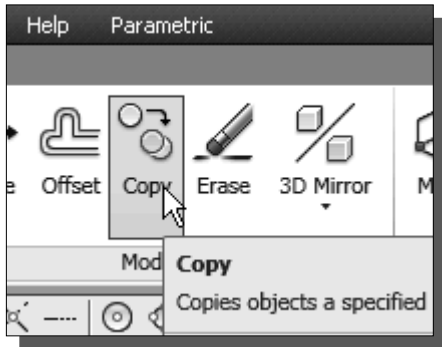 Help Parametric
Offset Copy Erase 3D Mirror
Mod
Copy
Copies objects a specified